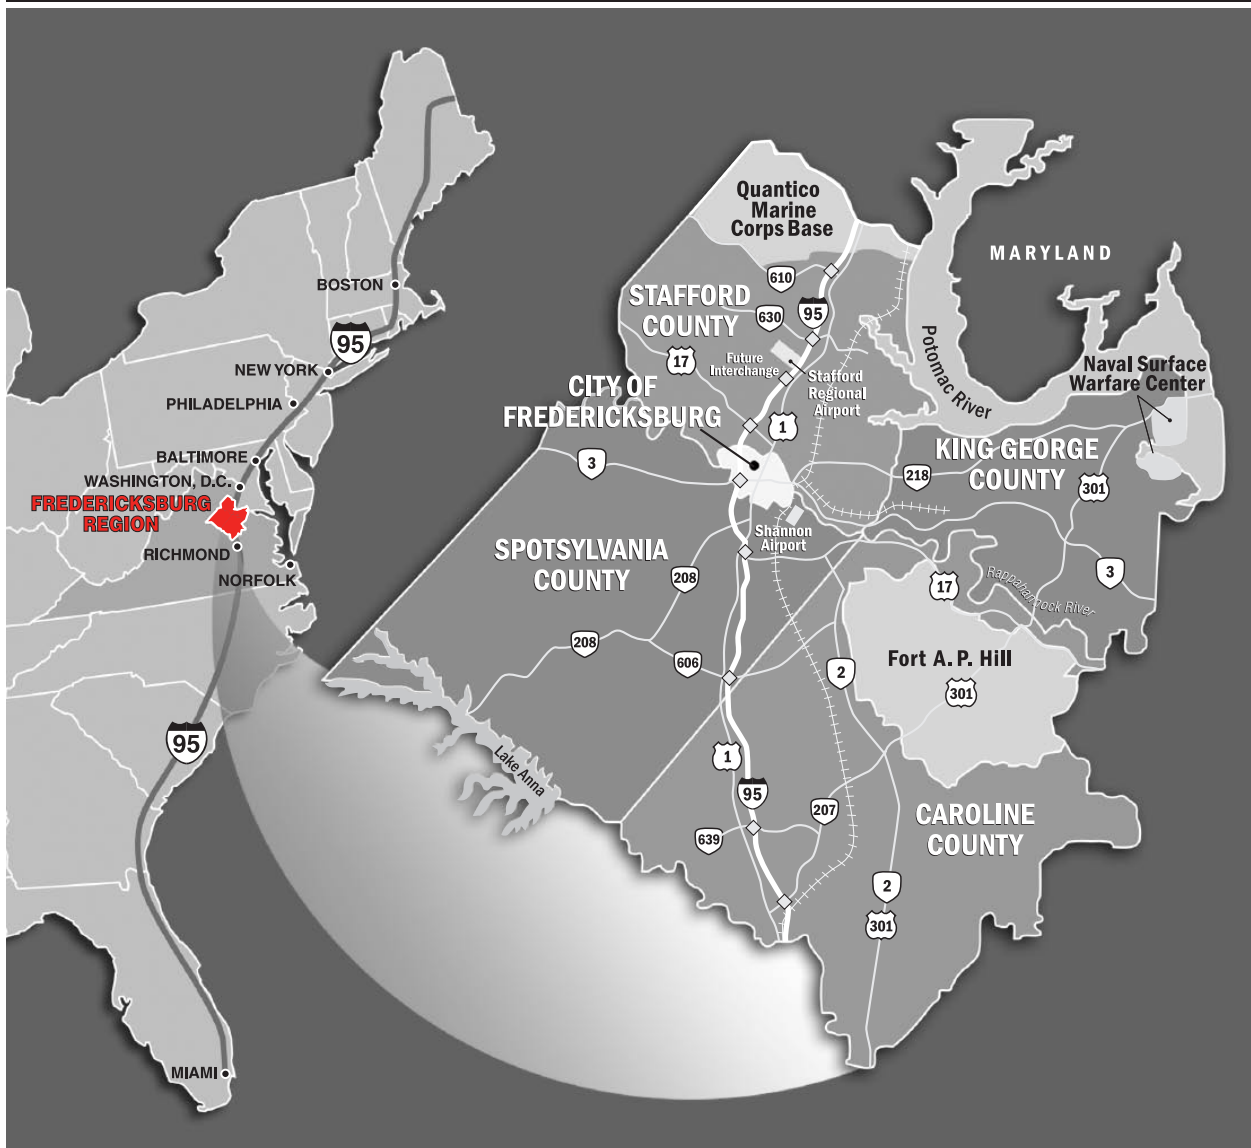 BOSTON
95
NEW YORK
PHILADELPHIA
BALTIMORE
WASHINGTON, D.C.
FREDERICKSBURG
REGION
RICHMOND
NORFOLK
95
MIAMI
Quantico
Marine
Corps Base
MARYLAND
610
STAFFORD
COUNTY
630
95
17
Future
Interchange
Stafford
Regional
Airport
Potomac River
Naval Surface
Warfare Center
CITY OF
FREDERICKSBURG
1
3
KING GEORGE
COUNTY
218
301
Shannon
Airport
SPOTSYLVANIA
COUNTY
208
17
3
Rappahannock River
208
606
2
Fort A. P. Hill
301
Lake Anna
1
95
207
639
CAROLINE
COUNTY
2
301